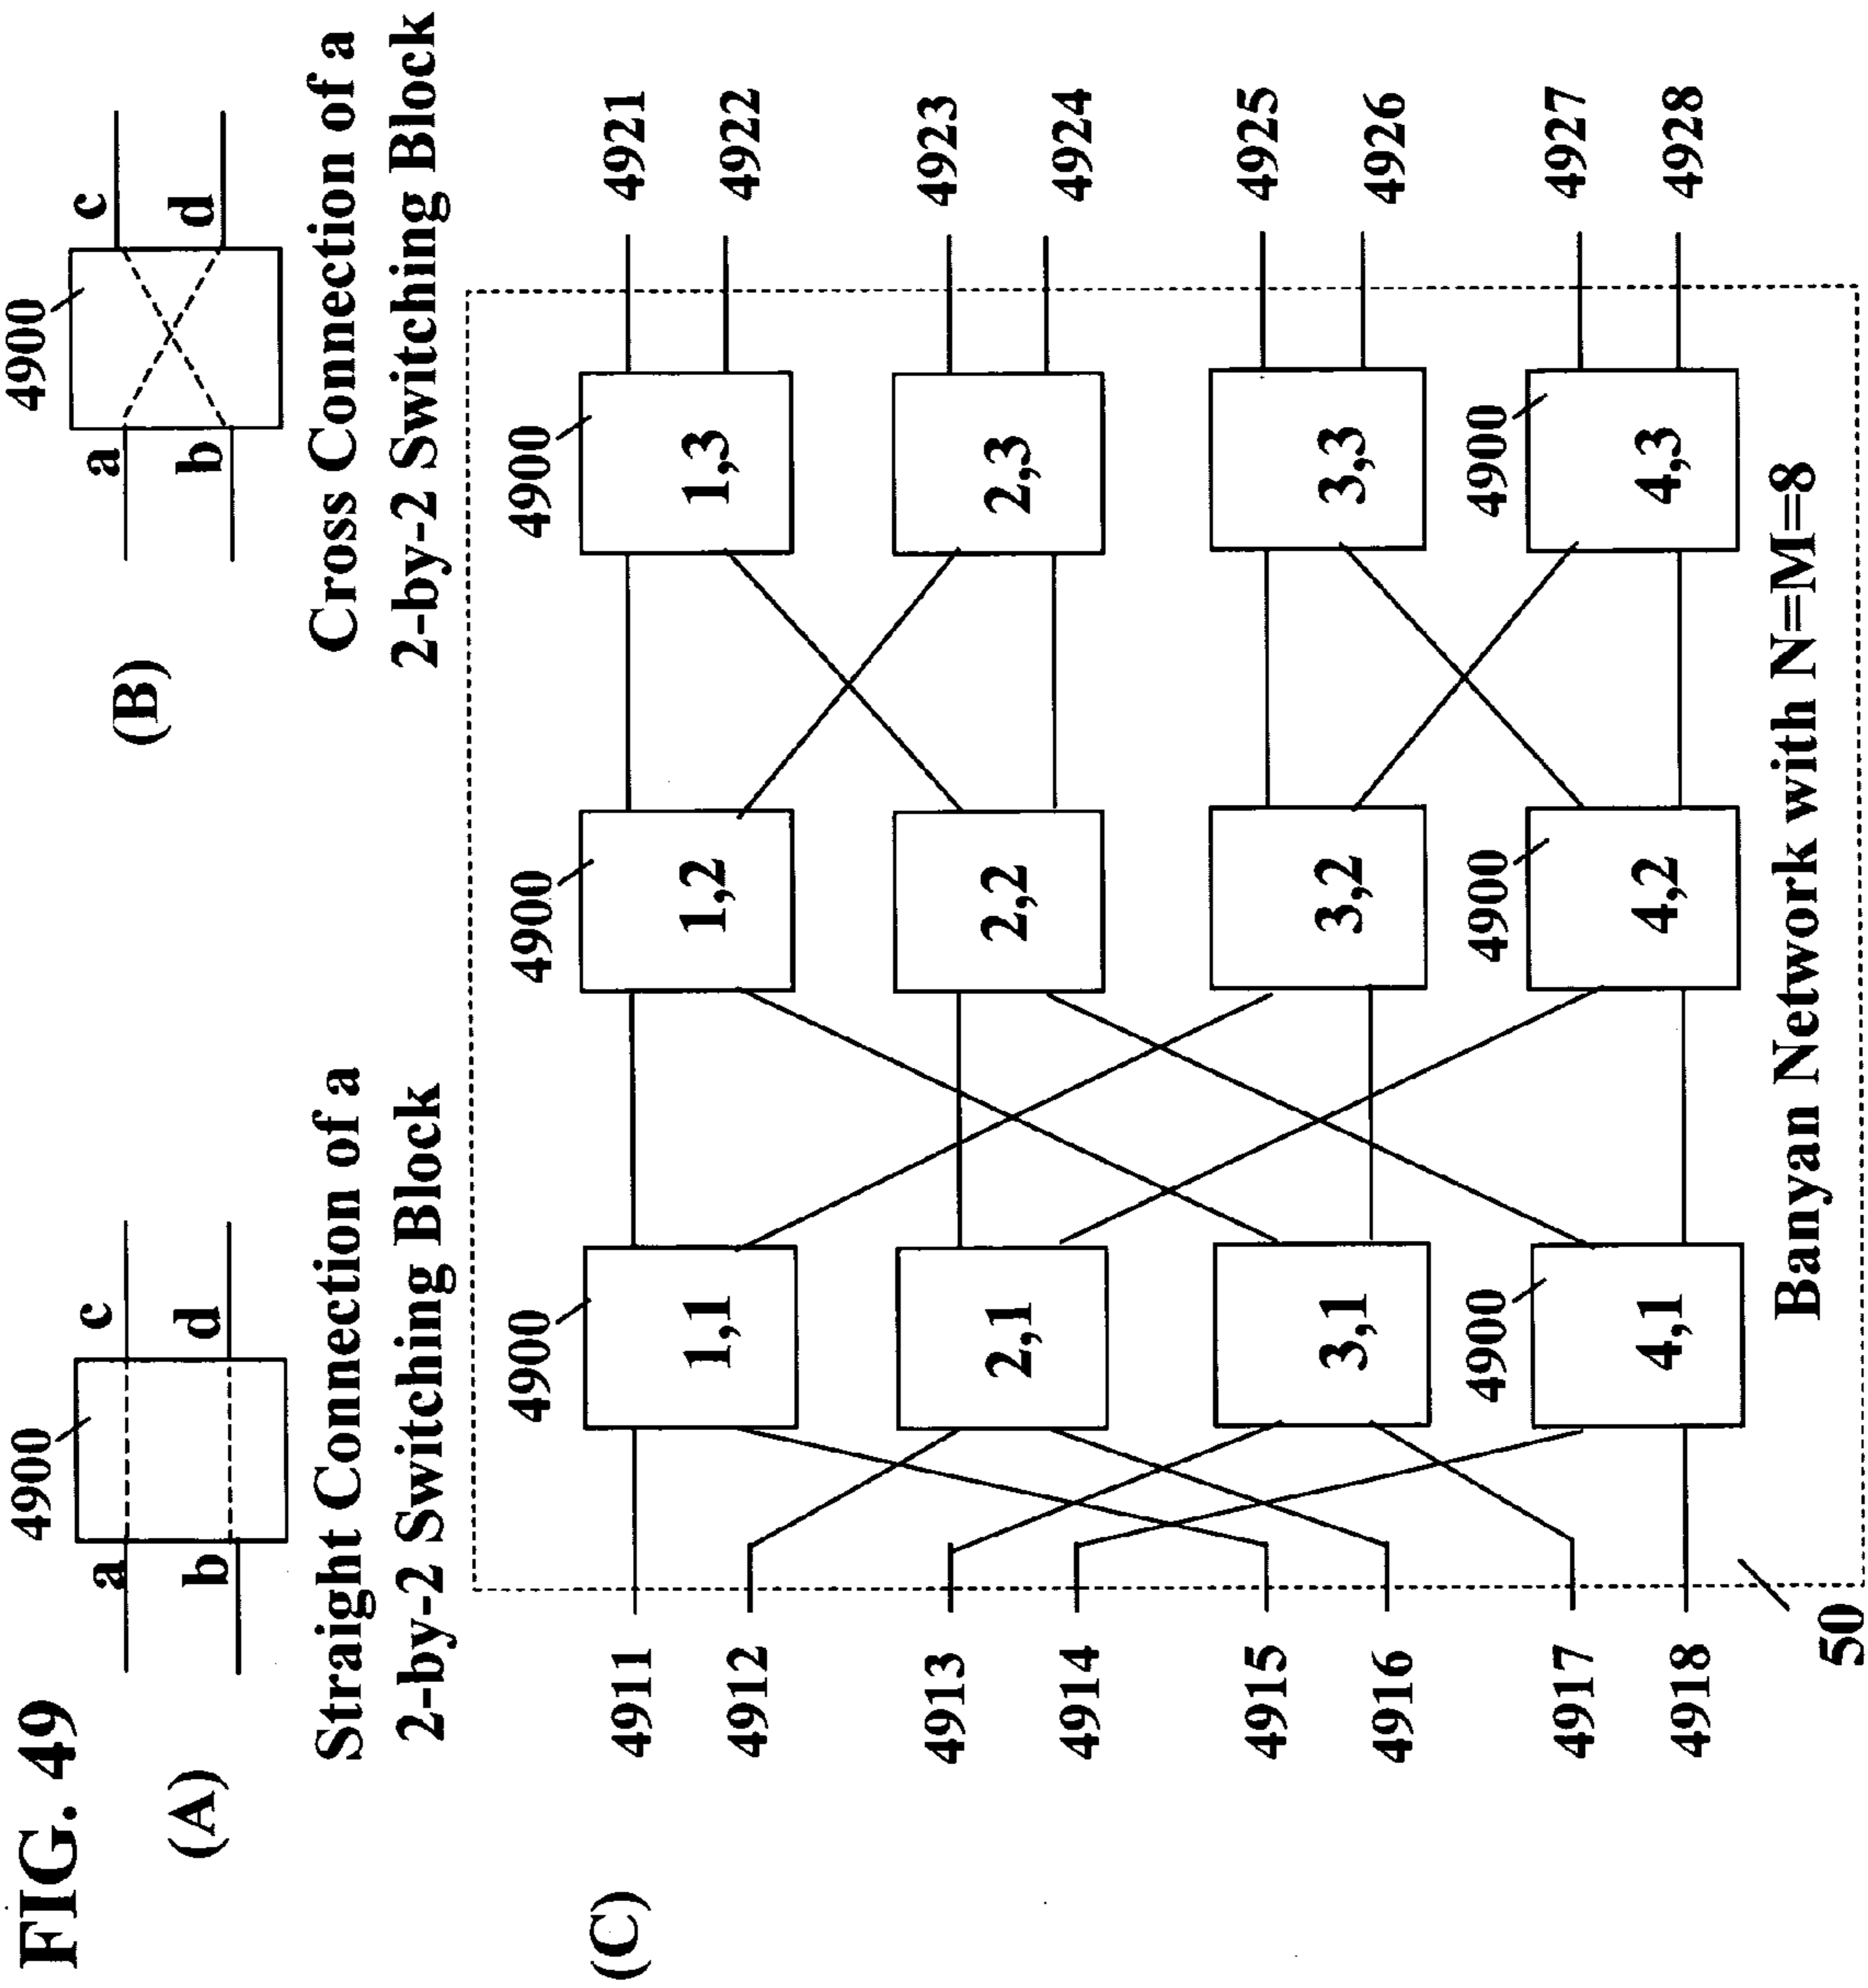 FIG. 49
(A)
4900
a
c
b
d
Straight Connection of a
2-by-2 Switching Block
(B)
4900
a
c
b
d
Cross Connection of a
2-by-2 Switching Block
(C)
4911
4912
4913
4914
4915
4916
4917
4918
4900
1,1
2,1
3,1
4900
4,1
4900
1,2
2,2
3,2
4900
4,2
4900
1,3
2,3
3,3
4900
4,3
4921
4922
4923
4924
4925
4926
4927
4928
50
Banyan Network with N=M=8